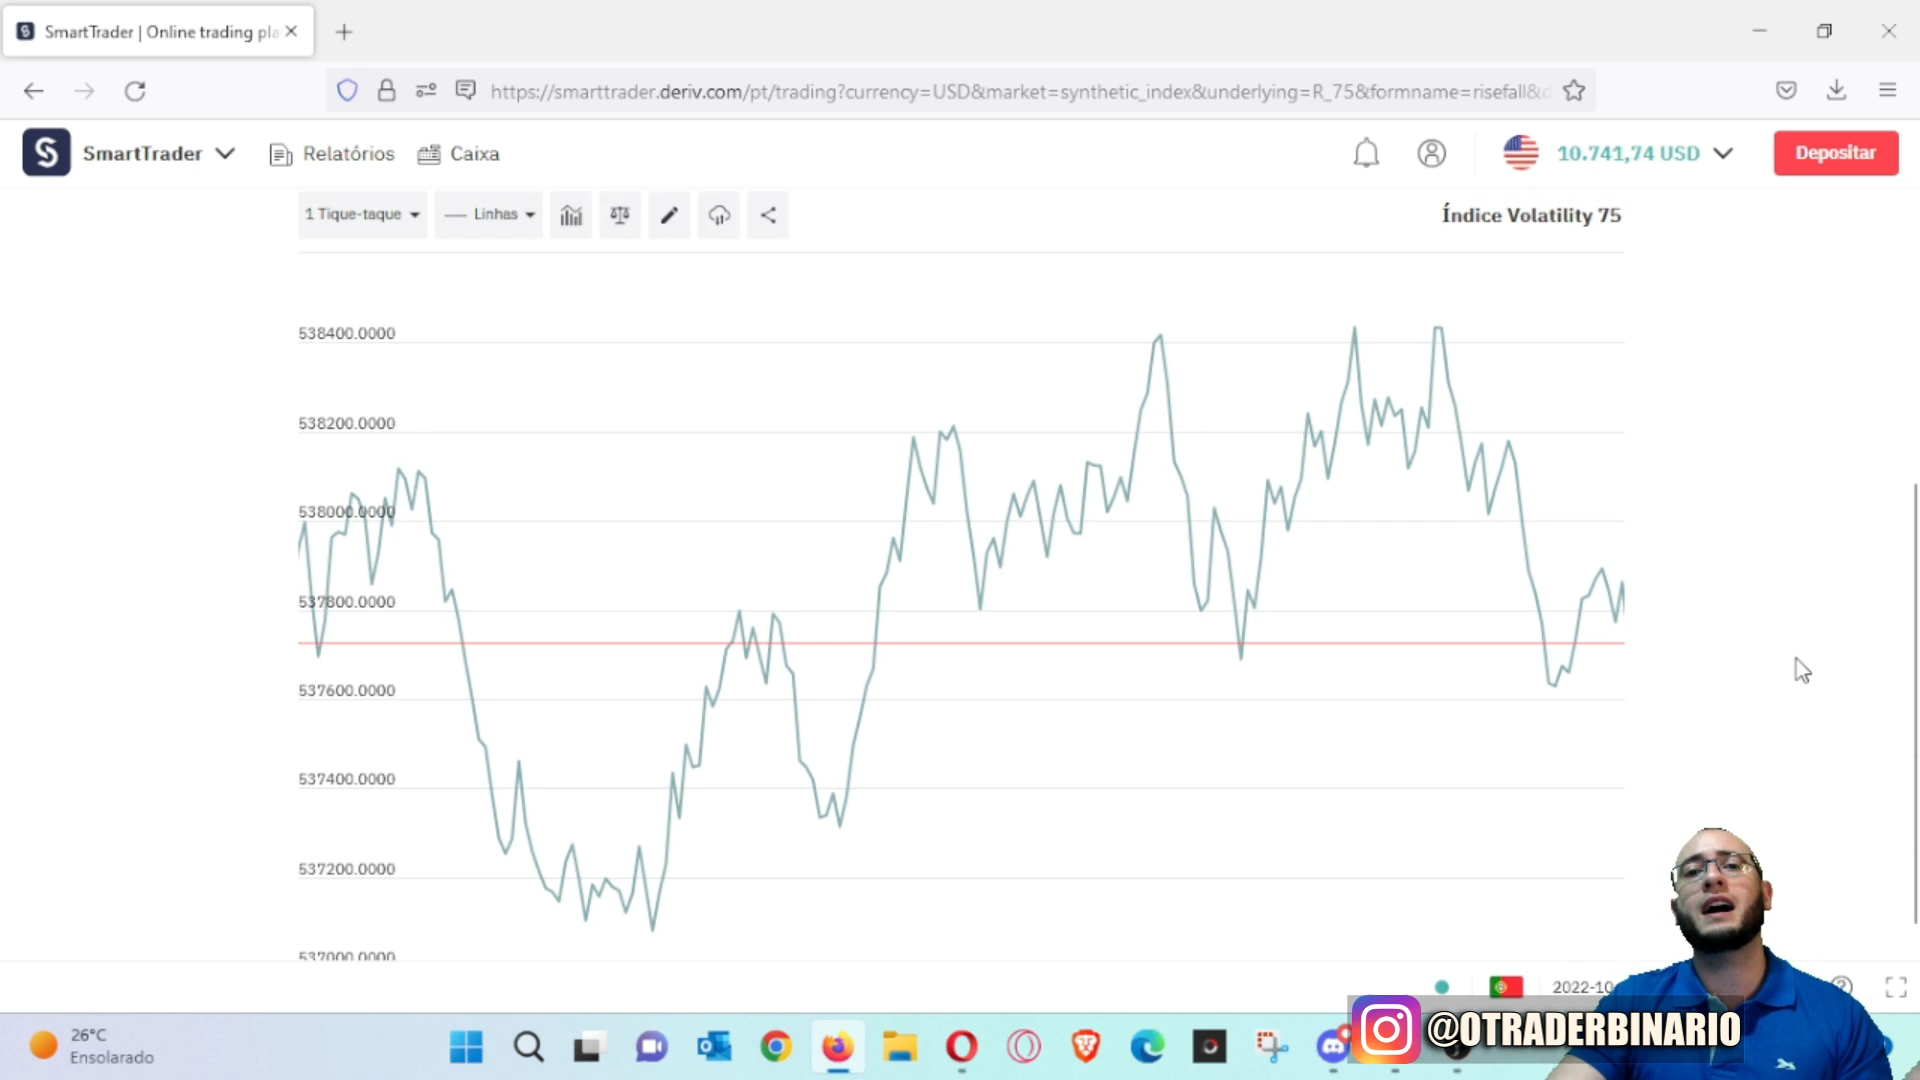 SmartTrader | Online trading pla
https://smarttrader.deriv.com/pt/trading?currency=USD&market=synthetic_index&underlying=R_75&formname=risefall&d
SmartTrader
Relatórios
Caixa
10.741,74 USD
Depositar
1 Tique-taque
Linhas
Índice Volatility 75
538400.0000
538200.0000
538000.0000
537800.0000
537600.0000
537400.0000
537200.0000
537000.0000
2022-10
26°C
Ensolarado
@OTRADERBINARIO